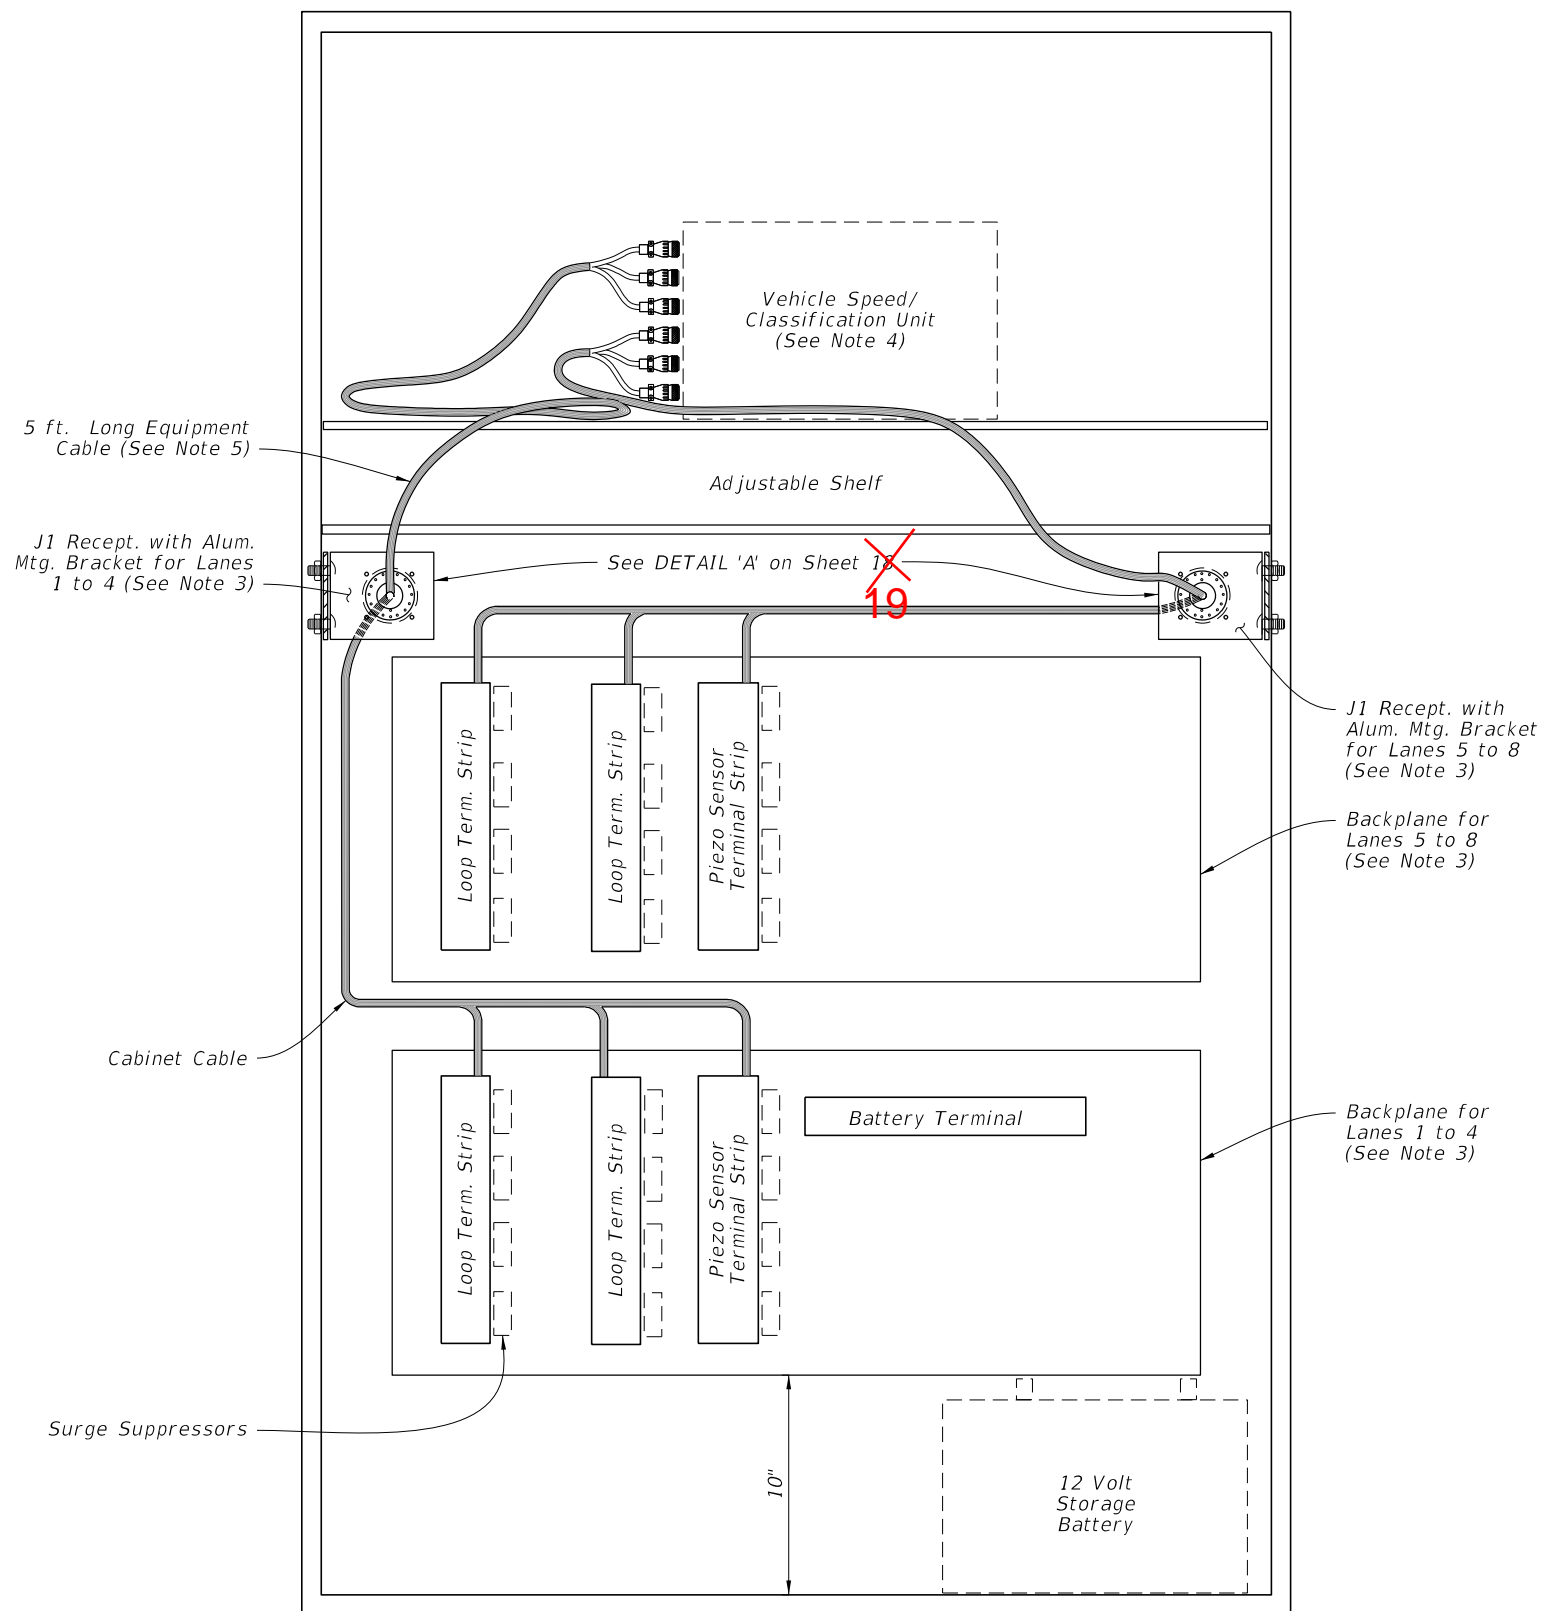 Vehicle Speed/
Classification Unit
(See Note 4)
5 ft. Long Equipment
Cable (See Note 5)
Adjustable Shelf
J1 Recept. with Alum.
Mtg. Bracket for Lanes
1 to 4 (See Note 3)
See DETAIL 'A' on Sheet 18
19
J1 Recept. with
Alum. Mtg. Bracket
for Lanes 5 to 8
(See Note 3)
Loop Term. Strip
Loop Term. Strip
Piezo Sensor
Terminal Strip
Backplane for
Lanes 5 to 8
(See Note 3)
Cabinet Cable
Loop Term. Strip
Loop Term. Strip
Piezo Sensor
Terminal Strip
Battery Terminal
Backplane for
Lanes 1 to 4
(See Note 3)
Surge Suppressors
10"
12 Volt
Storage
Battery